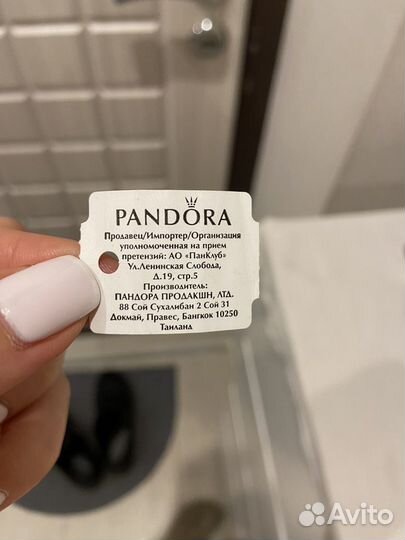 PANDORA
Продавец/Импортер/Организация
уполномоченная на прием
претензий: АО «ПанКлуб»
Ул.Ленинская Слобода,
Д.19, стр.5
Производитель:
ПАНДОРА ПРОДАКШН, ЛТД.
88 Сой Сухалибан 2 Сой 31
Докмай, Правес, Бангкок 10250
Таиланд
Avito